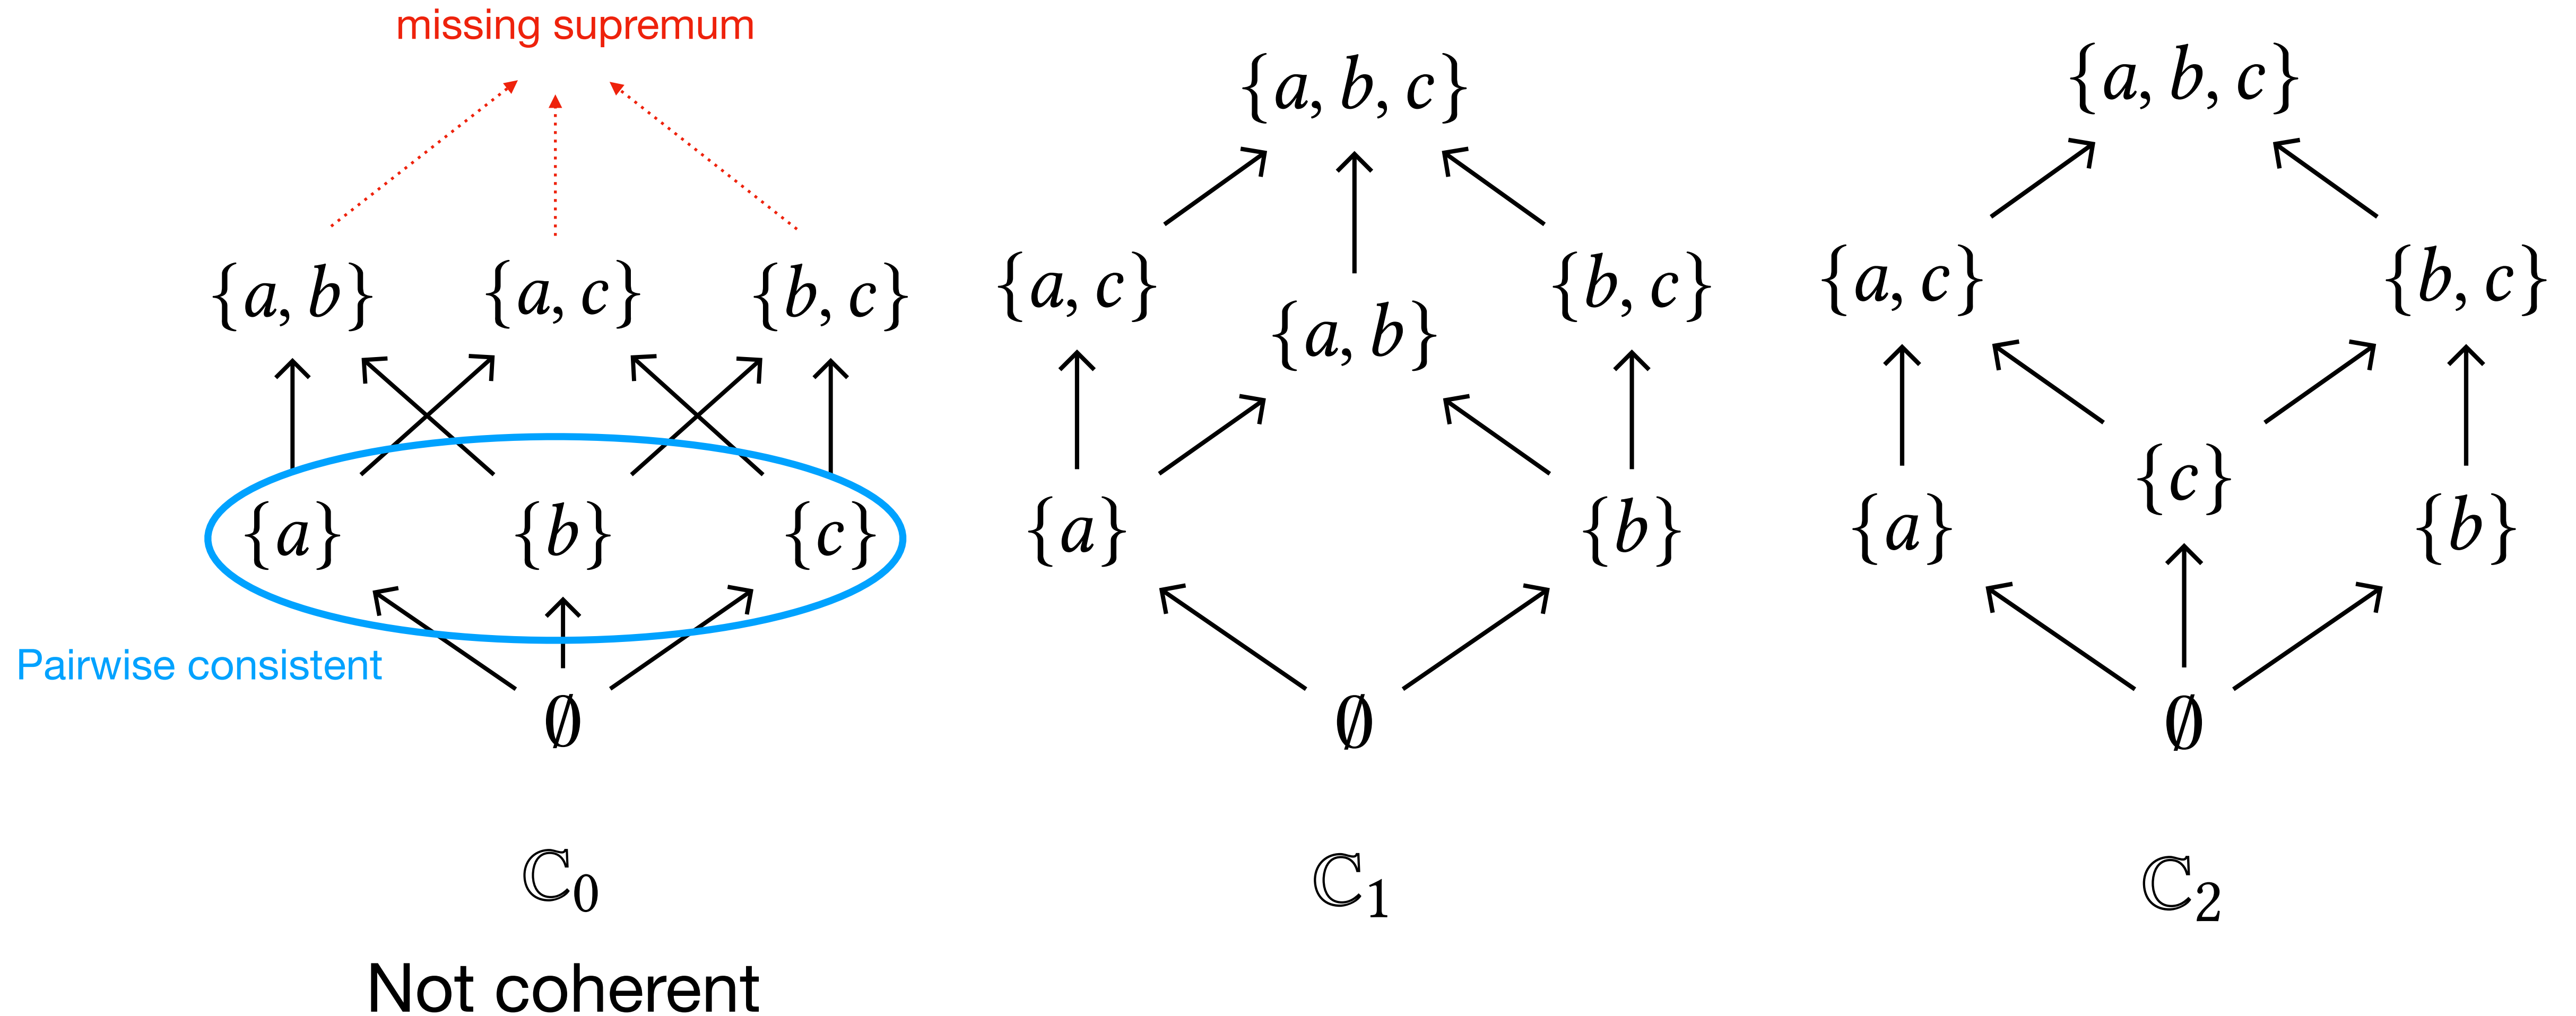 missing supremum
{a, b, c}
{a, b, c}
{a, b} {a, c} {b, c}
{a, c} {b, c}
{a, b}
{a, c} {b, c}
{a} {b} {c}
{a} {b}
{c}
{a} {b}
Pairwise consistent
∅ ∅ ∅
ℂ₀ ℂ₁ ℂ₂
Not coherent